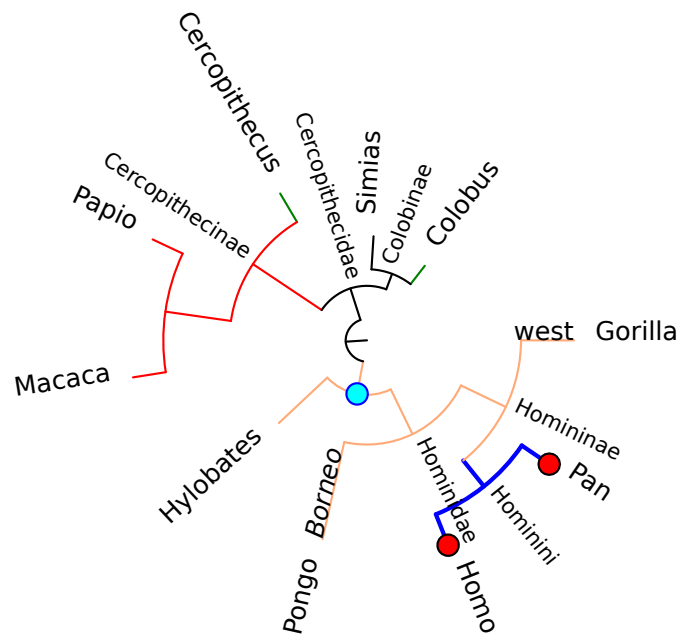 Cercopithecus
Cercopithecidae
Simias
Colobinae
Colobus
Cercopithecinae
Papio
Macaca
west Gorilla
Homininae
Hylobates
Borneo
Pongo
Hominidae
Hominini
Pan
Homo